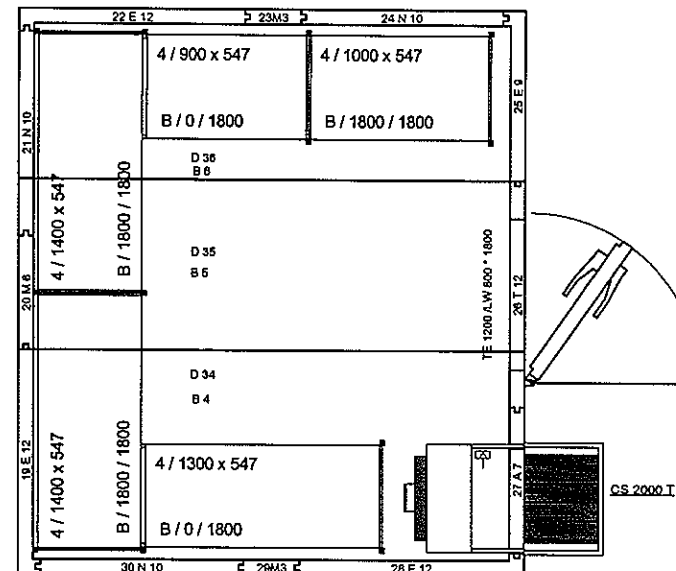 22 E 12
23M3
24 N 10
4 / 900 x 547
4 / 1000 x 547
B / 0 / 1800
B / 1800 / 1800
25 E 9
21 N 10
D 36
B 6
4 / 1400 x 547
B / 1800 / 1800
D 35
B 5
TE 1200 /LW 800 * 1800
26 T 12
20 M 6
D 34
B 4
19 E 12
4 / 1400 x 547
B / 1800 / 1800
4 / 1300 x 547
B / 0 / 1800
27 A 7
CS 2000 T
30 N 10
29M3
28 E 12